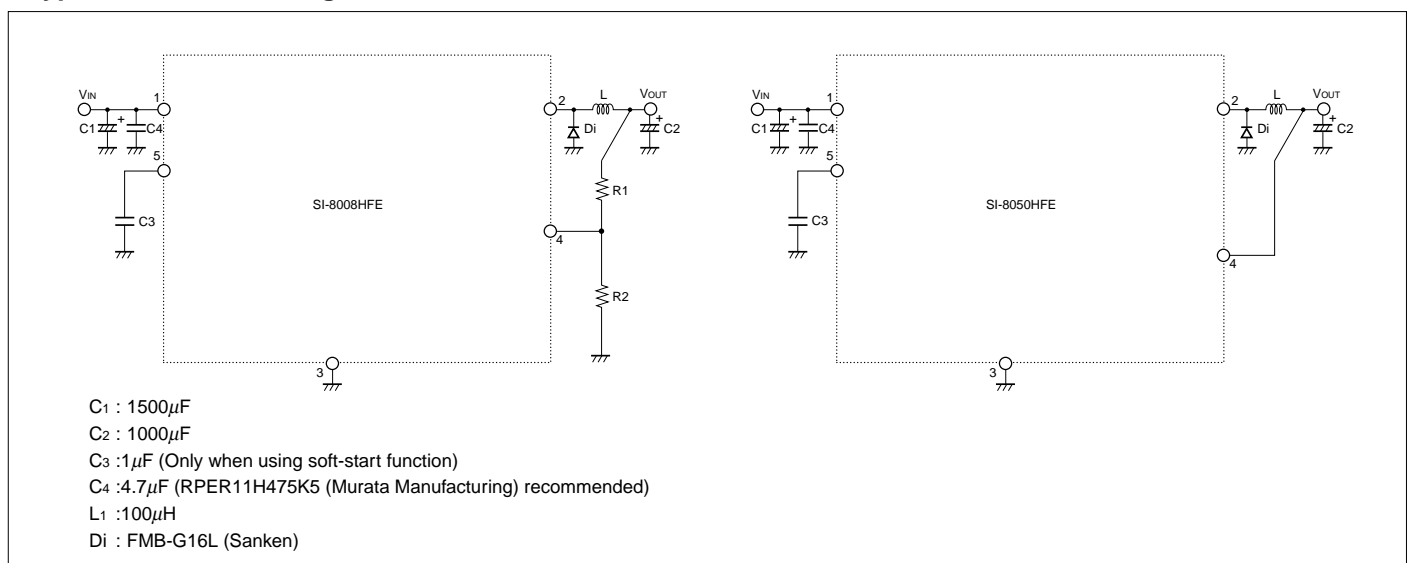 VIN
C1
+
C4
1
5
C3
SI-8008HFE
3
2
L
VOUT
Di
+
C2
R1
4
R2
VIN
C1
+
C4
1
5
C3
SI-8050HFE
3
2
L
VOUT
Di
+
C2
4
C1 : 1500µF
C2 : 1000µF
C3 :1µF (Only when using soft-start function)
C4 :4.7µF (RPER11H475K5 (Murata Manufacturing) recommended)
L1 :100µH
Di : FMB-G16L (Sanken)